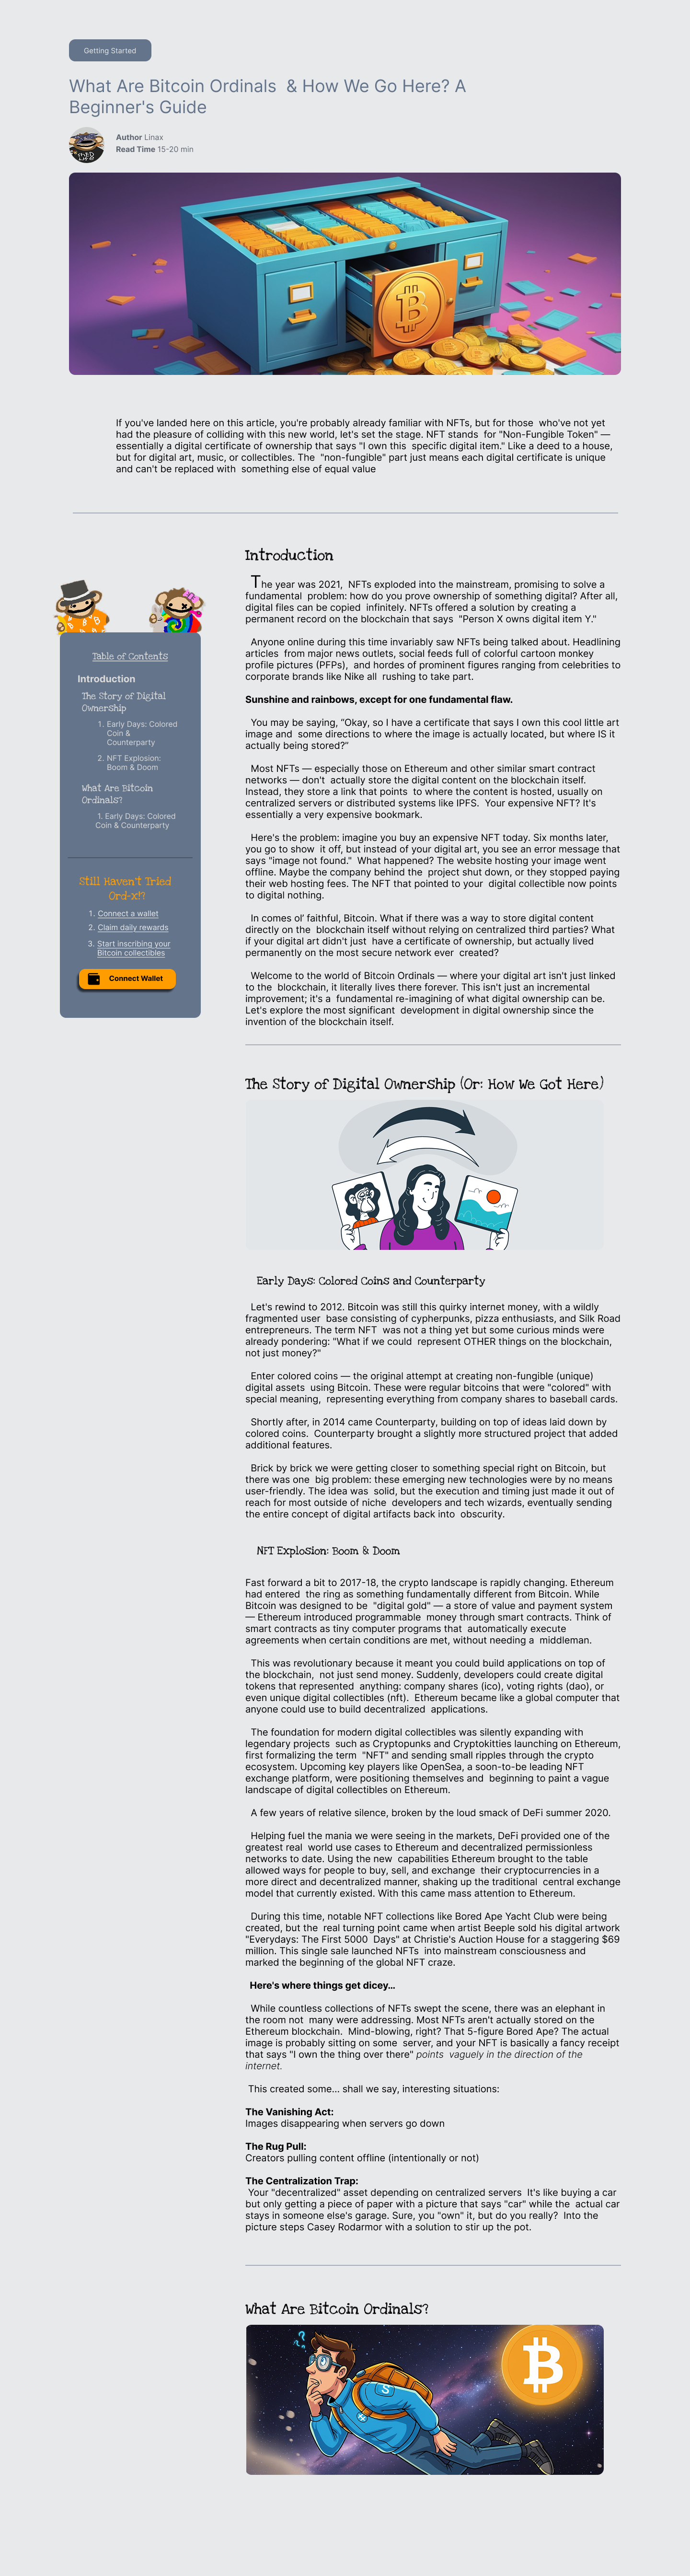 Getting Started
What Are Bitcoin Ordinals & How We Go Here? A
Beginner's Guide
Author Linax
Read Time 15-20 min
If you've landed here on this article, you're probably already familiar with NFTs, but for those who've not yet
had the pleasure of colliding with this new world, let's set the stage. NFT stands for "Non-Fungible Token" —
essentially a digital certificate of ownership that says "I own this specific digital item." Like a deed to a house,
but for digital art, music, or collectibles. The "non-fungible" part just means each digital certificate is unique
and can't be replaced with something else of equal value
Table of Contents
Introduction
The Story of Digital
Ownership
1. Early Days: Colored
Coin &
Counterparty
2. NFT Explosion:
Boom & Doom
What Are Bitcoin
Ordinals?
1. Early Days: Colored
Coin & Counterparty
Still Haven't Tried
Ord-x!?
1. Connect a wallet
2. Claim daily rewards
3. Start inscribing your
Bitcoin collectibles
Connect Wallet
Introduction
The year was 2021, NFTs exploded into the mainstream, promising to solve a
fundamental problem: how do you prove ownership of something digital? After all,
digital files can be copied infinitely. NFTs offered a solution by creating a
permanent record on the blockchain that says "Person X owns digital item Y."
Anyone online during this time invariably saw NFTs being talked about. Headlining
articles from major news outlets, social feeds full of colorful cartoon monkey
profile pictures (PFPs), and hordes of prominent figures ranging from celebrities to
corporate brands like Nike all rushing to take part.
Sunshine and rainbows, except for one fundamental flaw.
You may be saying, “Okay, so I have a certificate that says I own this cool little art
image and some directions to where the image is actually located, but where IS it
actually being stored?”
Most NFTs — especially those on Ethereum and other similar smart contract
networks — don't actually store the digital content on the blockchain itself.
Instead, they store a link that points to where the content is hosted, usually on
centralized servers or distributed systems like IPFS. Your expensive NFT? It's
essentially a very expensive bookmark.
Here's the problem: imagine you buy an expensive NFT today. Six months later,
you go to show it off, but instead of your digital art, you see an error message that
says "image not found." What happened? The website hosting your image went
offline. Maybe the company behind the project shut down, or they stopped paying
their web hosting fees. The NFT that pointed to your digital collectible now points
to digital nothing.
In comes ol’ faithful, Bitcoin. What if there was a way to store digital content
directly on the blockchain itself without relying on centralized third parties? What
if your digital art didn't just have a certificate of ownership, but actually lived
permanently on the most secure network ever created?
Welcome to the world of Bitcoin Ordinals — where your digital art isn't just linked
to the blockchain, it literally lives there forever. This isn't just an incremental
improvement; it's a fundamental re-imagining of what digital ownership can be.
Let's explore the most significant development in digital ownership since the
invention of the blockchain itself.
The Story of Digital Ownership (Or: How We Got Here)
Early Days: Colored Coins and Counterparty
Let's rewind to 2012. Bitcoin was still this quirky internet money, with a wildly
fragmented user base consisting of cypherpunks, pizza enthusiasts, and Silk Road
entrepreneurs. The term NFT was not a thing yet but some curious minds were
already pondering: "What if we could represent OTHER things on the blockchain,
not just money?"
Enter colored coins — the original attempt at creating non-fungible (unique)
digital assets using Bitcoin. These were regular bitcoins that were "colored" with
special meaning, representing everything from company shares to baseball cards.
Shortly after, in 2014 came Counterparty, building on top of ideas laid down by
colored coins. Counterparty brought a slightly more structured project that added
additional features.
Brick by brick we were getting closer to something special right on Bitcoin, but
there was one big problem: these emerging new technologies were by no means
user-friendly. The idea was solid, but the execution and timing just made it out of
reach for most outside of niche developers and tech wizards, eventually sending
the entire concept of digital artifacts back into obscurity.
NFT Explosion: Boom & Doom
Fast forward a bit to 2017-18, the crypto landscape is rapidly changing. Ethereum
had entered the ring as something fundamentally different from Bitcoin. While
Bitcoin was designed to be "digital gold" — a store of value and payment system
— Ethereum introduced programmable money through smart contracts. Think of
smart contracts as tiny computer programs that automatically execute
agreements when certain conditions are met, without needing a middleman.
This was revolutionary because it meant you could build applications on top of
the blockchain, not just send money. Suddenly, developers could create digital
tokens that represented anything: company shares (ico), voting rights (dao), or
even unique digital collectibles (nft). Ethereum became like a global computer that
anyone could use to build decentralized applications.
The foundation for modern digital collectibles was silently expanding with
legendary projects such as Cryptopunks and Cryptokitties launching on Ethereum,
first formalizing the term "NFT" and sending small ripples through the crypto
ecosystem. Upcoming key players like OpenSea, a soon-to-be leading NFT
exchange platform, were positioning themselves and beginning to paint a vague
landscape of digital collectibles on Ethereum.
A few years of relative silence, broken by the loud smack of DeFi summer 2020.
Helping fuel the mania we were seeing in the markets, DeFi provided one of the
greatest real world use cases to Ethereum and decentralized permissionless
networks to date. Using the new capabilities Ethereum brought to the table
allowed ways for people to buy, sell, and exchange their cryptocurrencies in a
more direct and decentralized manner, shaking up the traditional central exchange
model that currently existed. With this came mass attention to Ethereum.
During this time, notable NFT collections like Bored Ape Yacht Club were being
created, but the real turning point came when artist Beeple sold his digital artwork
"Everydays: The First 5000 Days" at Christie's Auction House for a staggering $69
million. This single sale launched NFTs into mainstream consciousness and
marked the beginning of the global NFT craze.
Here's where things get dicey...
While countless collections of NFTs swept the scene, there was an elephant in
the room not many were addressing. Most NFTs aren't actually stored on the
Ethereum blockchain. Mind-blowing, right? That 5-figure Bored Ape? The actual
image is probably sitting on some server, and your NFT is basically a fancy receipt
that says "I own the thing over there" points vaguely in the direction of the
internet.
This created some... shall we say, interesting situations:
The Vanishing Act:
Images disappearing when servers go down
The Rug Pull:
Creators pulling content offline (intentionally or not)
The Centralization Trap:
Your "decentralized" asset depending on centralized servers It's like buying a car
but only getting a piece of paper with a picture that says "car" while the actual car
stays in someone else's garage. Sure, you "own" it, but do you really? Into the
picture steps Casey Rodarmor with a solution to stir up the pot.
What Are Bitcoin Ordinals?